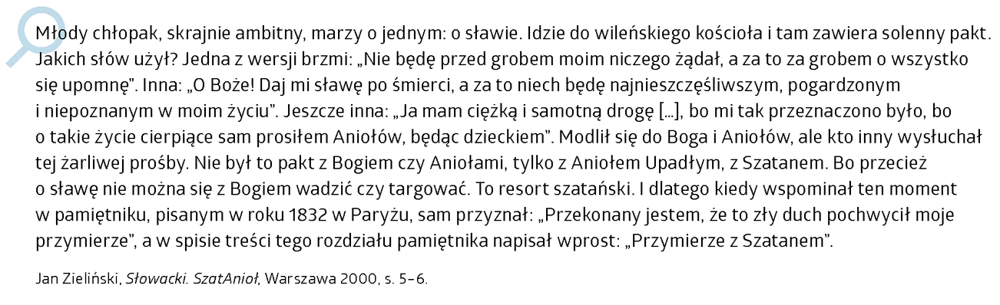 Młody chłopak, skrajnie ambitny, marzy o jednym: o sławie. Idzie do wileńskiego kościoła i tam zawiera solenny pakt.
Jakich słów użył? Jedna z wersji brzmi: „Nie będę przed grobem moim niczego żądał, a za to za grobem o wszystko
się upomnę”. Inna: „O Boże! Daj mi sławę po śmierci, a za to niech będę najnieszczęśliwszym, pogardzonym
i niepoznanym w moim życiu”. Jeszcze inna: „Ja mam ciężką i samotną drogę [...], bo mi tak przeznaczono było, bo
o takie życie cierpiące sam prosiłem Aniołów, będąc dzieckiem”. Modlił się do Boga i Aniołów, ale kto inny wysłuchał
tej żarliwej prośby. Nie był to pakt z Bogiem czy Aniołami, tylko z Aniołem Upadłym, z Szatanem. Bo przecież
o sławę nie można się z Bogiem wadzić czy targować. To resort szatański. I dlatego kiedy wspominał ten moment
w pamiętniku, pisanym w roku 1832 w Paryżu, sam przyznał: „Przekonany jestem, że to zły duch pochwycił moje
przymierze”, a w spisie treści tego rozdziału pamiętnika napisał wprost: „Przymierze z Szatanem”.
Jan Zieliński, Słowacki. SzatAnioł, Warszawa 2000, s. 5–6.